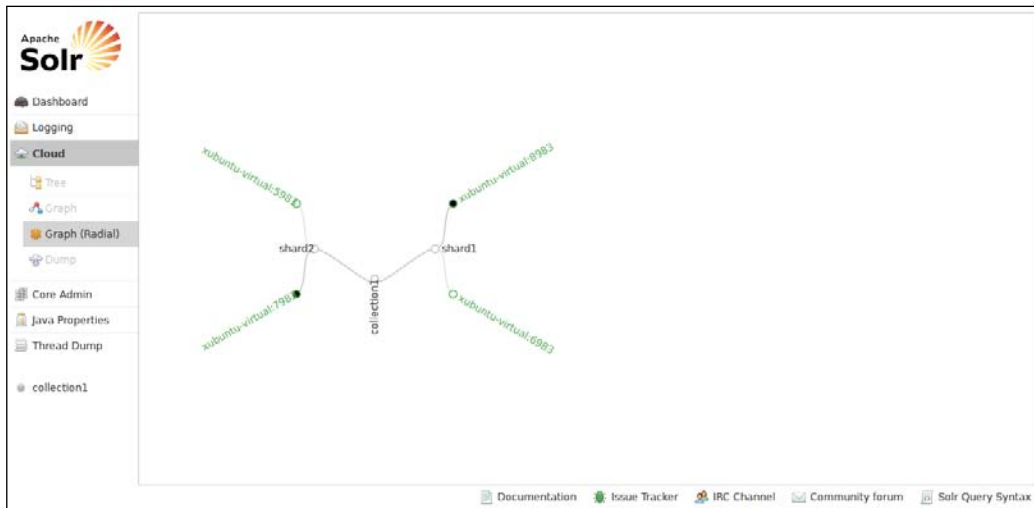 Apache
Solr
Dashboard
Logging
Cloud
Tree
Graph
Graph (Radial)
Dump
Core Admin
Java Properties
Thread Dump
collection1
xubuntu-virtual:5983
xubuntu-virtual:8983
shard2
shard1
collection1
xubuntu-virtual:7983
xubuntu-virtual:6983
Documentation Issue Tracker IRC Channel Community forum Solr Query Syntax